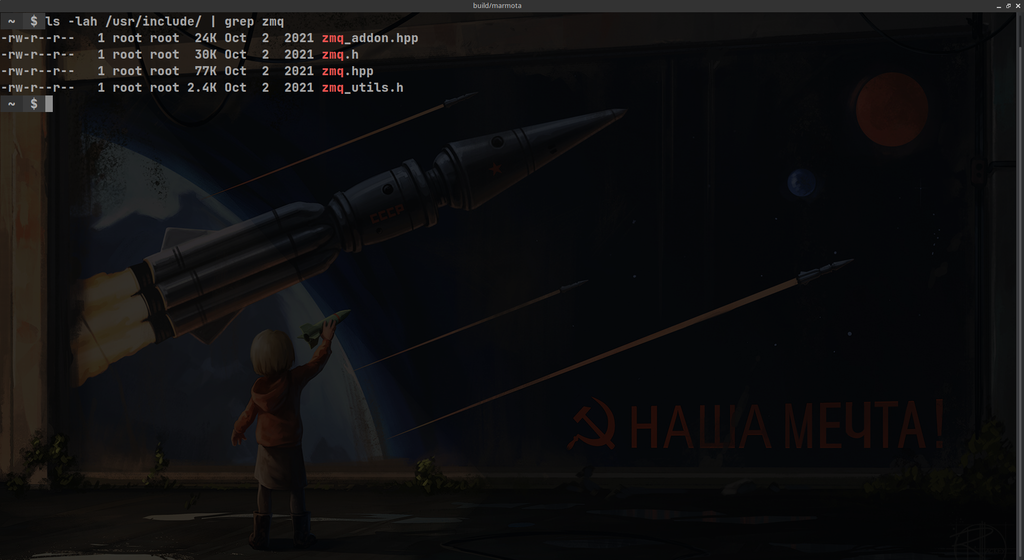 build/marmota
~ $ ls -lah /usr/include/ | grep zmq
-rw-r--r-- 1 root root 24K Oct 2 2021 zmq_addon.hpp
-rw-r--r-- 1 root root 30K Oct 2 2021 zmq.h
-rw-r--r-- 1 root root 77K Oct 2 2021 zmq.hpp
-rw-r--r-- 1 root root 2.4K Oct 2 2021 zmq_utils.h
~ $
СССР
НАША МЕЧТА!